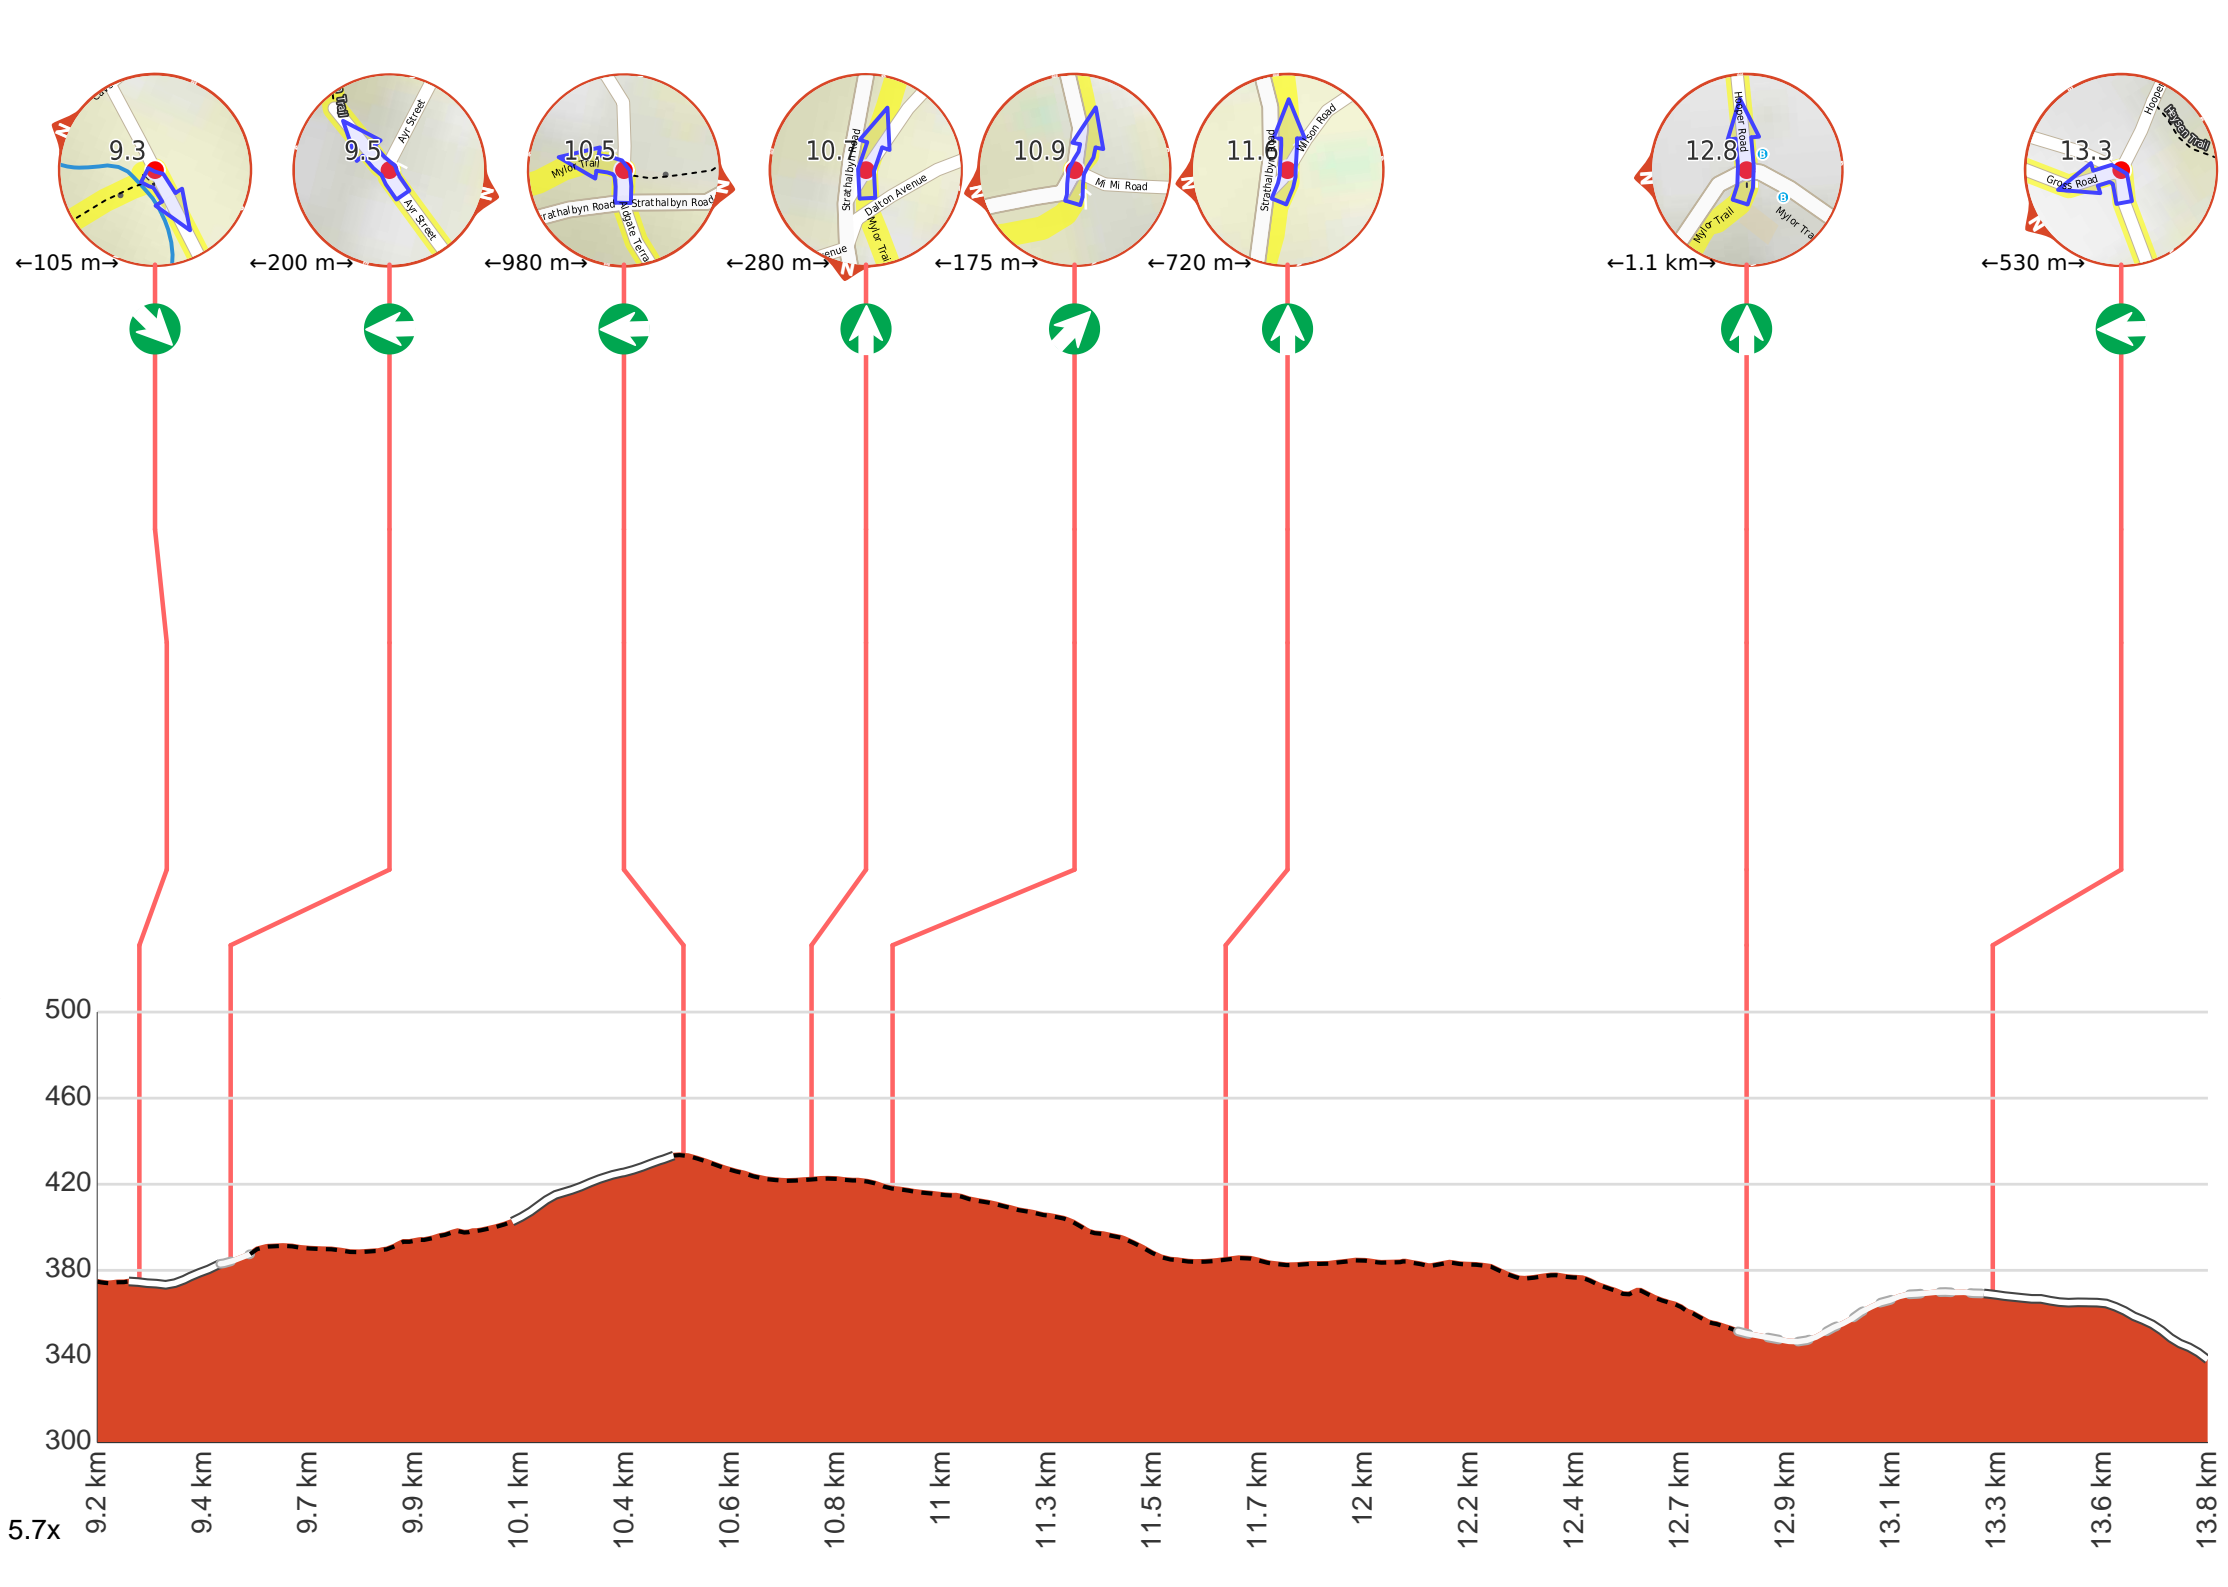 N
9.3
←105 m→
Trail
Ayr Street
9.5
Ayr Street
N
←200 m→
10.5
Mylor Trail
N
Strathalbyn Road
←980 m→
Strathalbyn Road
Dalton Avenue
Mylor Trail
N
←280 m→
10.9
Mi Mi Road
N
←175 m→
Wilson Road
Strathalbyn Road
N
←720 m→
Hooper Road
12.8
B
N
B
Mylor Trail
←1.1 km→
Hooper
13.3
Gross Road
N
←530 m→
500
460
420
380
340
300
9.2 km
9.4 km
9.7 km
9.9 km
10.1 km
10.4 km
10.6 km
10.8 km
11 km
11.3 km
11.5 km
11.7 km
12 km
12.2 km
12.4 km
12.7 km
12.9 km
13.1 km
13.3 km
13.6 km
13.8 km
5.7x